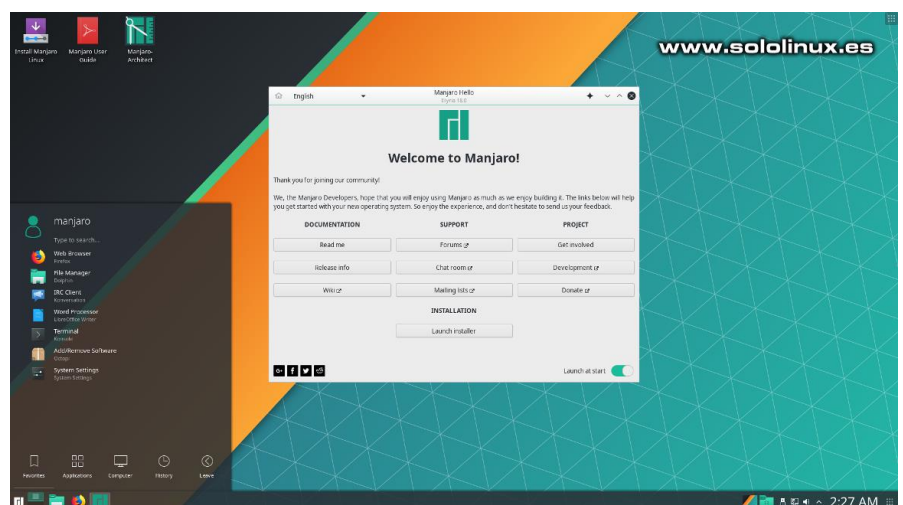 Install Manjaro
Linux
Manjaro User
Guide
Manjaro-
Architect
www.sololinux.es
English
Manjaro Hello
Welcome to Manjaro!
Thank you for joining our community!
We, the Manjaro Developers, hope that you will enjoy using Manjaro as much as we enjoy building it. The links below will help
you get started with your new operating system. So enjoy the experience, and don't hesitate to send us your feedback.
DOCUMENTATION
SUPPORT
PROJECT
Read me
Forums
Get involved
Release info
Chat room
Development
Wiki
Mailing lists
Donate
INSTALLATION
Launch installer
Launch at start
manjaro
Type to search...
Web Browser
Firefox
File Manager
Dolphin
IRC Client
Konversation
Word Processor
LibreOffice Writer
Terminal
Konsole
Add/Remove Software
Octopi
System Settings
System Settings
Favorites
Applications
Computer
History
Leave
2:27 AM